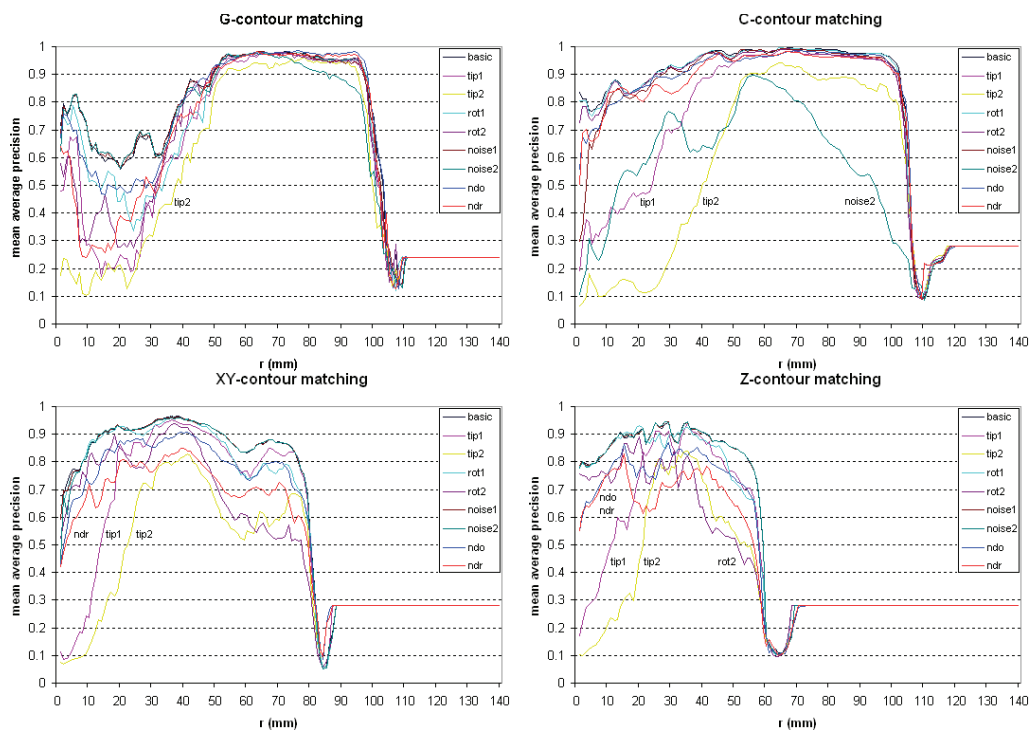 G-contour matching
mean average precision
1
0.9
0.8
0.7
0.6
0.5
0.4
0.3
0.2
0.1
0
0 10 20 30 40 50 60 70 80 90 100 110 120 130 140
r (mm)
tip2
basic
tip1
tip2
rot1
rot2
noise1
noise2
ndo
ndr
C-contour matching
mean average precision
1
0.9
0.8
0.7
0.6
0.5
0.4
0.3
0.2
0.1
0
0 10 20 30 40 50 60 70 80 90 100 110 120 130 140
r (mm)
tip1
tip2
noise2
basic
tip1
tip2
rot1
rot2
noise1
noise2
ndo
ndr
XY-contour matching
mean average precision
1
0.9
0.8
0.7
0.6
0.5
0.4
0.3
0.2
0.1
0
0 10 20 30 40 50 60 70 80 90 100 110 120 130 140
r (mm)
ndr
tip1
tip2
basic
tip1
tip2
rot1
rot2
noise1
noise2
ndo
ndr
Z-contour matching
mean average precision
1
0.9
0.8
0.7
0.6
0.5
0.4
0.3
0.2
0.1
0
0 10 20 30 40 50 60 70 80 90 100 110 120 130 140
r (mm)
ndo
ndr
tip1
tip2
rot2
basic
tip1
tip2
rot1
rot2
noise1
noise2
ndo
ndr